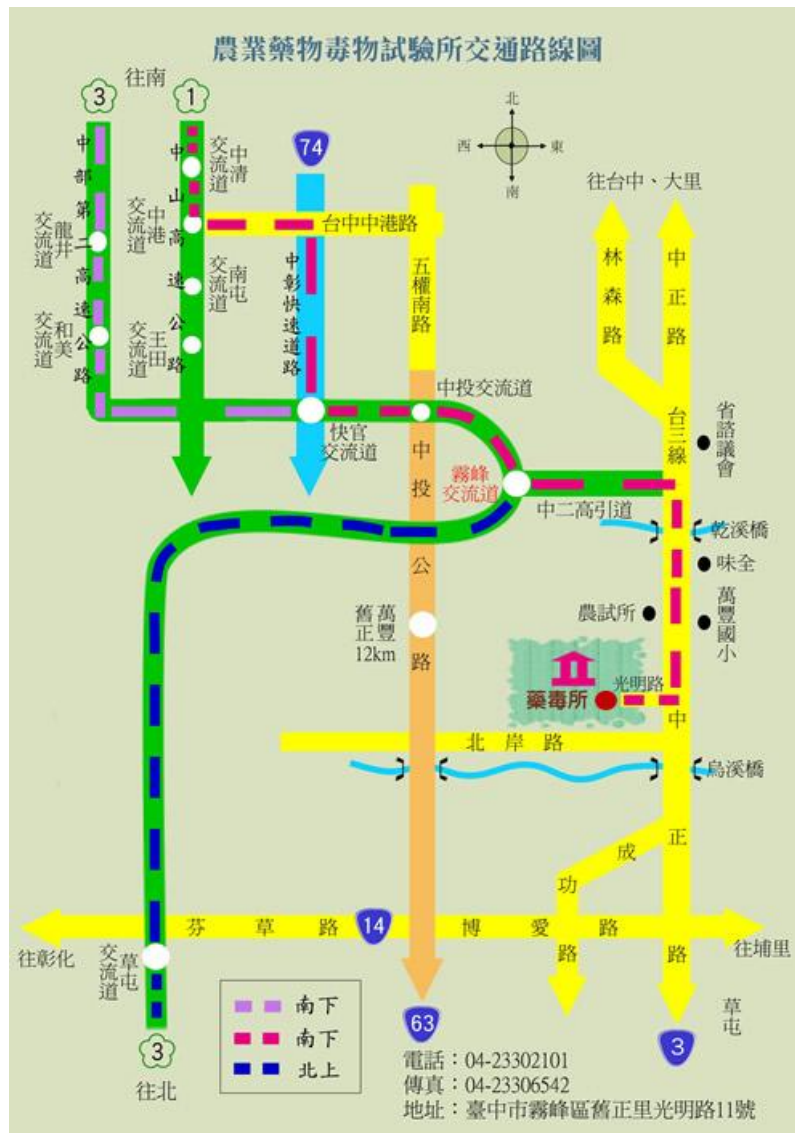 農業藥物毒物試驗所交通路線圖
往南
3
1
74
北
西
東
南
往台中、大里
中部第二高速公路
中山高速公路
中清
交流道
中港
交流道
龍井
交流道
南屯
交流道
和美
交流道
王田
交流道
台中中港路
中彰快速道路
五權南路
林森路
中正路
快官
交流道
中投交流道
霧峰
交流道
中二高引道
台三線
省諮議會
乾溪橋
味全
農試所
萬豐國小
中投公路
萬豐
舊正
12km
藥毒所
光明路
北岸路
烏溪橋
中正路
成功路
芬草路
14
博愛路
往彰化
往埔里
草屯
交流道
草屯
3
往北
南下
南下
北上
63
3
電話：04-23302101
傳真：04-23306542
地址：臺中市霧峰區舊正里光明路11號